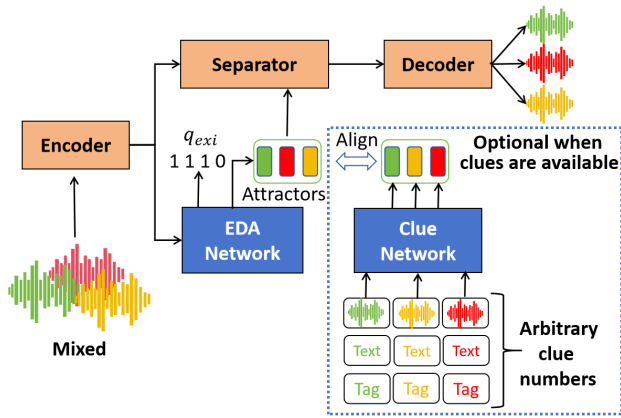 Separator
Decoder
Encoder
q_exi
1 1 1 0
Align
Optional when
clues are available
Attractors
EDA
Network
Clue
Network
Mixed
Text Text Text
Tag Tag Tag
Arbitrary
clue
numbers